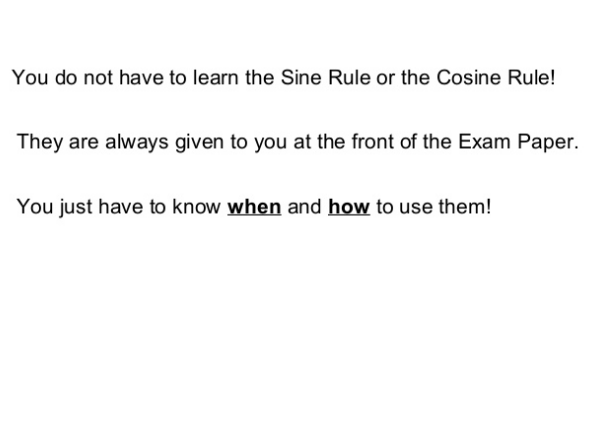 You do not have to learn the Sine Rule or the Cosine Rule!
They are always given to you at the front of the Exam Paper.
You just have to know when and how to use them!